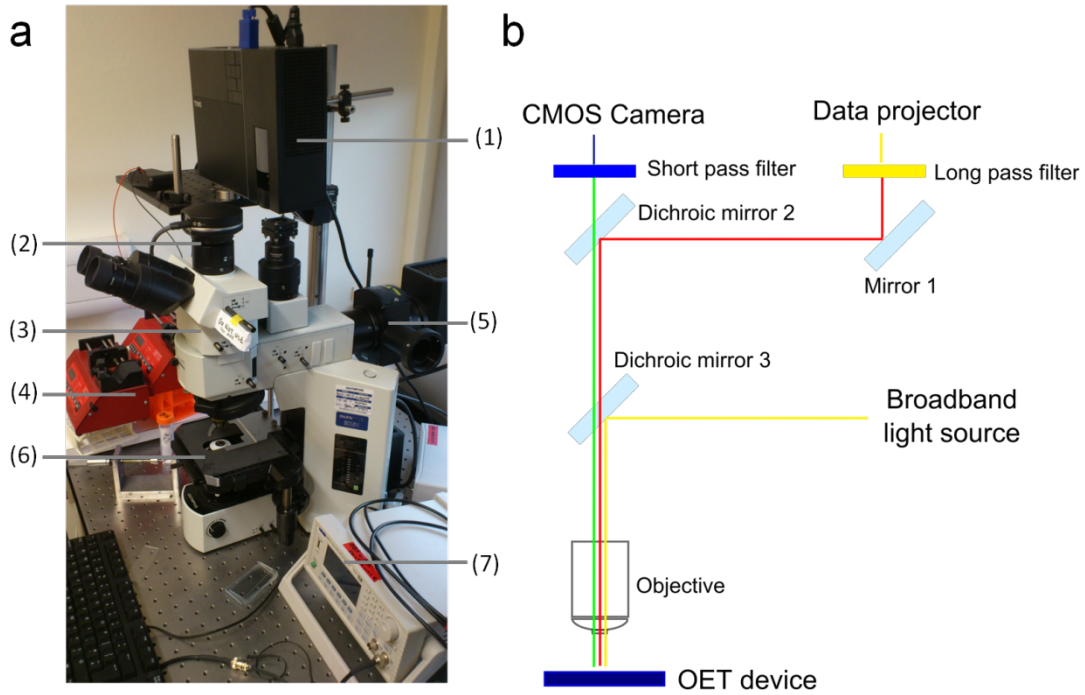 a
b
(1)
(2)
(3)
(4)
(5)
(6)
(7)
CMOS Camera
Data projector
Short pass filter
Long pass filter
Dichroic mirror 2
Mirror 1
Dichroic mirror 3
Broadband
light source
Objective
OET device